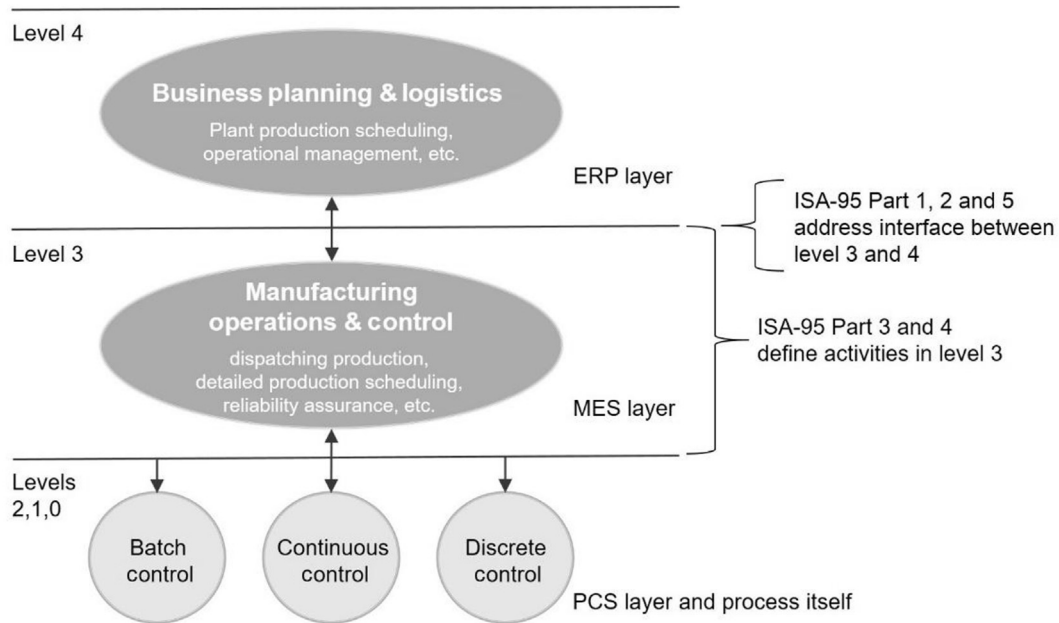 Level 4
Business planning & logistics
Plant production scheduling,
operational management, etc.
ERP layer
ISA-95 Part 1, 2 and 5
address interface between
level 3 and 4
Level 3
Manufacturing
operations & control
dispatching production,
detailed production scheduling,
reliability assurance, etc.
MES layer
ISA-95 Part 3 and 4
define activities in level 3
Levels
2,1,0
Batch
control
Continuous
control
Discrete
control
PCS layer and process itself